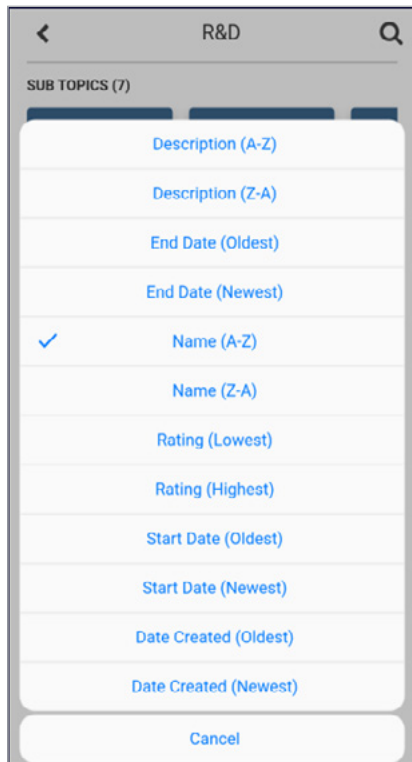 R&D
SUB TOPICS (7)
Description (A-Z)
Description (Z-A)
End Date (Oldest)
End Date (Newest)
Name (A-Z)
Name (Z-A)
Rating (Lowest)
Rating (Highest)
Start Date (Oldest)
Start Date (Newest)
Date Created (Oldest)
Date Created (Newest)
Cancel